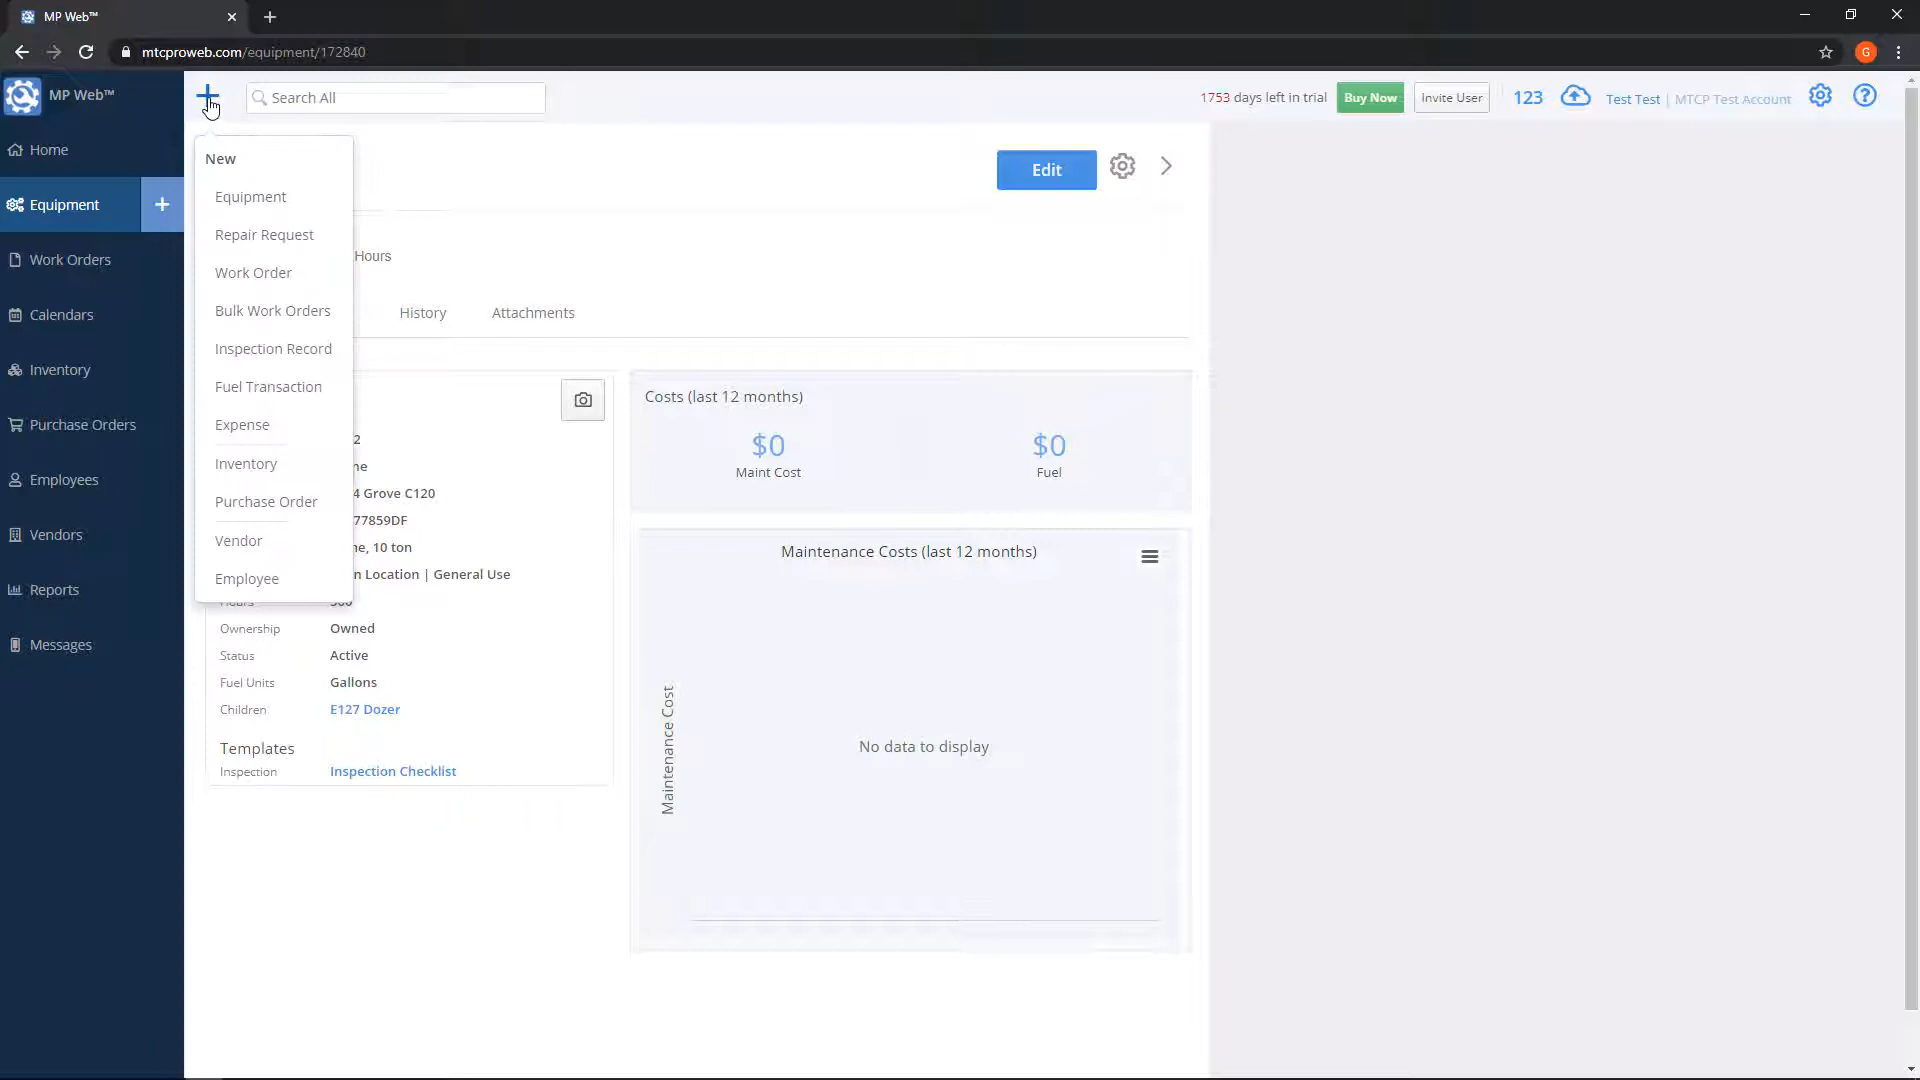 MP Web™
mtcproweb.com/equipment/172840
G
MP Web™
Search All
1753 days left in trial
Buy Now
Invite User
123
Test Test | MTCP Test Account
Home
Equipment
Work Orders
Calendars
Inventory
Purchase Orders
Employees
Vendors
Reports
Messages
New
Equipment
Repair Request
Work Order
Bulk Work Orders
Inspection Record
Fuel Transaction
Expense
Inventory
Purchase Order
Vendor
Employee
Edit
Hours
History
Attachments
2
ne
4 Grove C120
77859DF
ne, 10 ton
n Location | General Use
Hours
Ownership Owned
Status Active
Fuel Units Gallons
Children E127 Dozer
Templates
Inspection Inspection Checklist
Costs (last 12 months)
$0 $0
Maint Cost Fuel
Maintenance Costs (last 12 months)
Maintenance Cost
No data to display